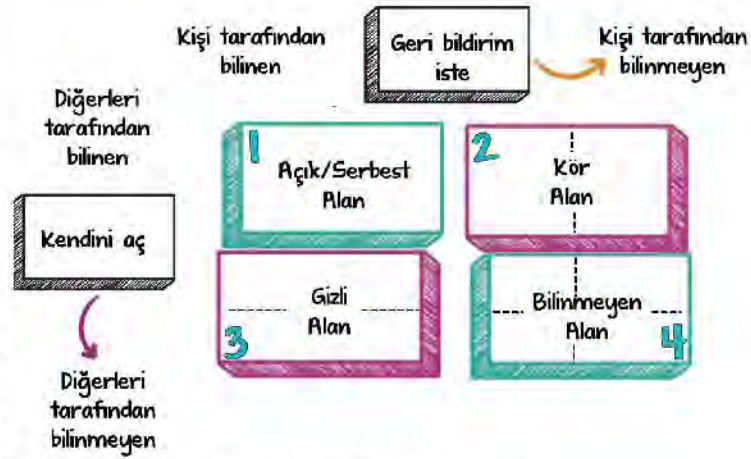 Kişi tarafından
bilinen
Geri bildirim
iste
Kişi tarafından
bilinmeyen
Diğerleri
tarafından
bilinen
Kendini aç
Diğerleri
tarafından
bilinmeyen
1
Açık/Serbest
Alan
2
Kör
Alan
Gizli
Alan
3
Bilinmeyen
Alan
4